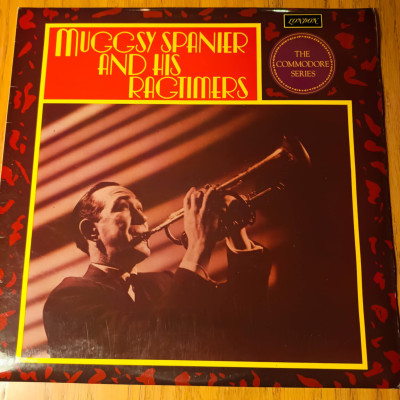 MUGGSY SPANIER
AND HIS
RAGTIMERS
LONDON
THE
COMMODORE
SERIES